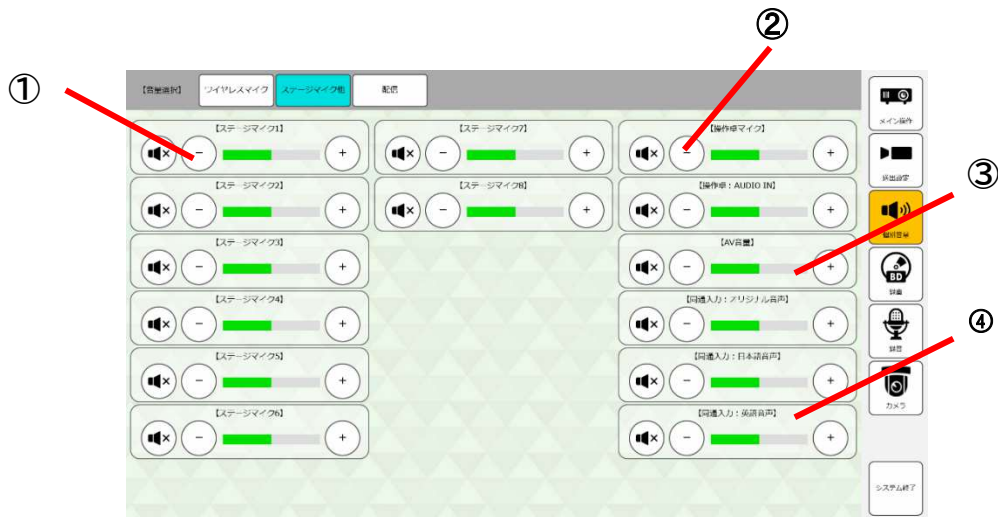 ①
②
③
④
【音量選択】 ワイヤレスマイク ステージマイク他 配信
【ステージマイク1】
【ステージマイク2】
【ステージマイク3】
【ステージマイク4】
【ステージマイク5】
【ステージマイク6】
【ステージマイク7】
【ステージマイク8】
【操作卓マイク】
【操作卓：AUDIO IN】
【AV音量】
【同通入力：オリジナル音声】
【同通入力：日本語音声】
【同通入力：英語音声】
メイン操作
送出設定
個別音量
BD
録画
録音
カメラ
システム終了